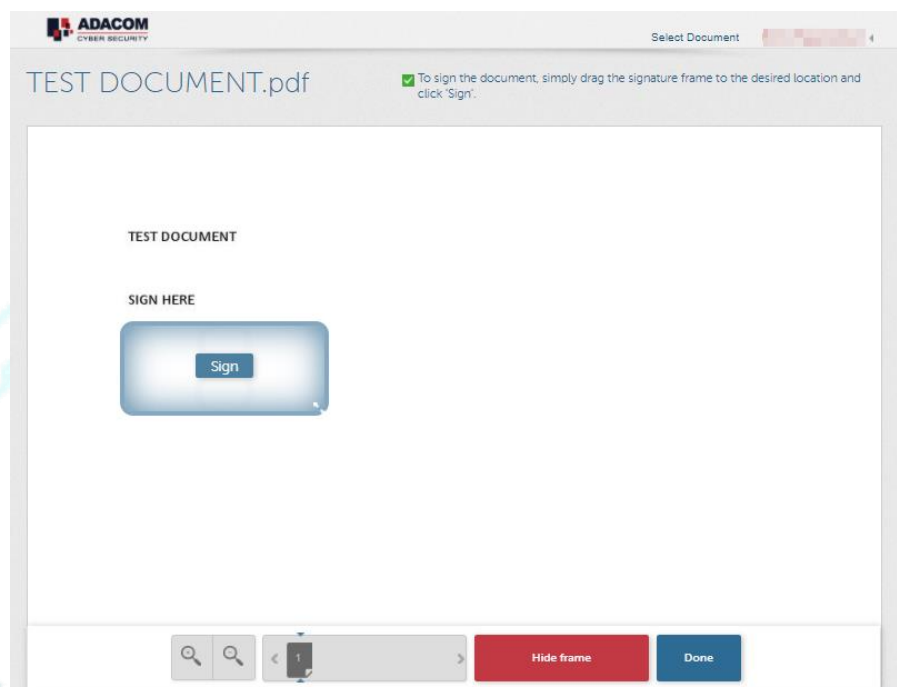 ADACOM
CYBER SECURITY
Select Document
TEST DOCUMENT.pdf
To sign the document, simply drag the signature frame to the desired location and
click 'Sign'.
TEST DOCUMENT
SIGN HERE
Sign
1
Hide frame
Done